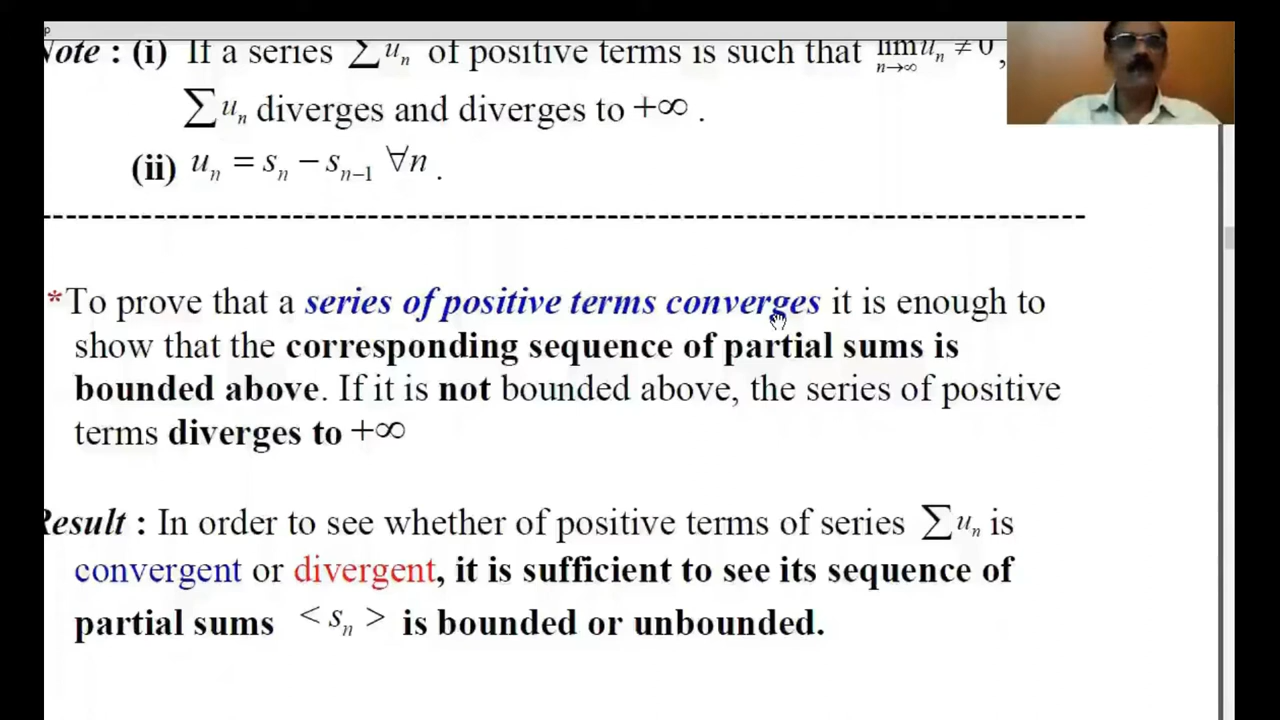 p
Note : (i) If a series ∑uₙ of positive terms is such that lim uₙ ≠ 0,
n→∞
∑uₙ diverges and diverges to +∞ .
(ii) uₙ = sₙ − sₙ₋₁ ∀n .
*To prove that a series of positive terms converges it is enough to
show that the corresponding sequence of partial sums is
bounded above. If it is not bounded above, the series of positive
terms diverges to +∞
Result : In order to see whether of positive terms of series ∑uₙ is
convergent or divergent, it is sufficient to see its sequence of
partial sums < sₙ > is bounded or unbounded.